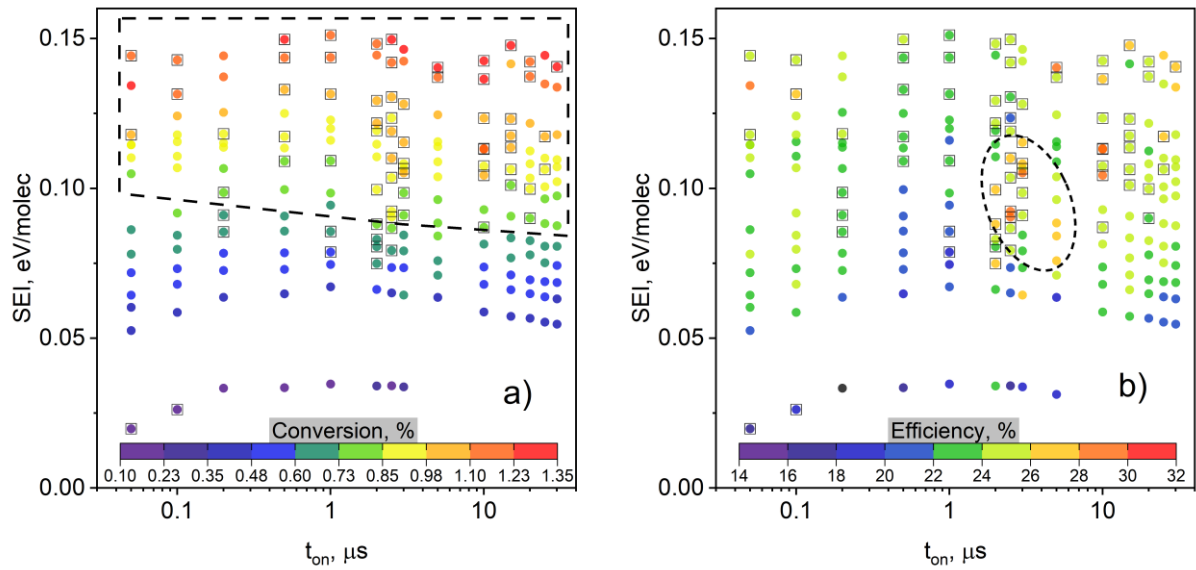 0.15
0.10
0.05
0.00
SEI, eV/molec
a)
Conversion, %
0.10 0.23 0.35 0.48 0.60 0.73 0.85 0.98 1.10 1.23 1.35
0.1 1 10
t_on, μs
0.15
0.10
0.05
0.00
SEI, eV/molec
b)
Efficiency, %
14 16 18 20 22 24 26 28 30 32
0.1 1 10
t_on, μs